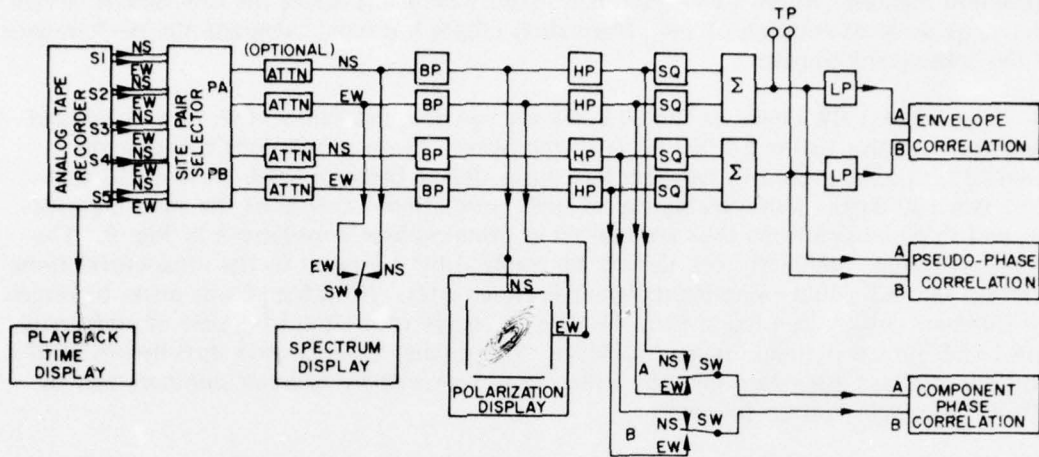 TP
(OPTIONAL)
ANALOG TAPE
RECORDER
S1
NS
EW
S2
NS
EW
S3
NS
EW
S4
NS
EW
S5
NS
EW
SITE PAIR
SELECTOR
PA
PB
ATTN
NS
BP
HP
SQ
ATTN
EW
BP
HP
SQ
ATTN
NS
BP
HP
SQ
ATTN
EW
BP
HP
SQ
Σ
Σ
LP
LP
A
B
ENVELOPE
CORRELATION
A
B
PSEUDO-PHASE
CORRELATION
A
B
COMPONENT
PHASE
CORRELATION
PLAYBACK
TIME DISPLAY
EW
NS
SW
SPECTRUM
DISPLAY
NS
EW
POLARIZATION
DISPLAY
A
NS
SW
EW
B
NS
SW
EW